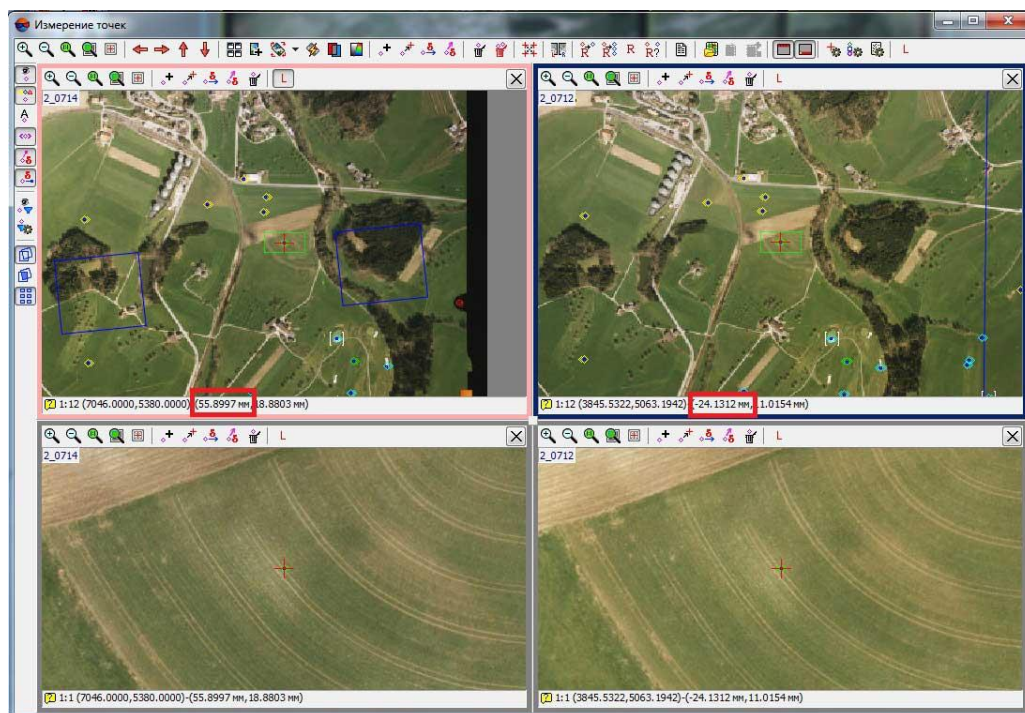 Измерение точек
R R?
L
L
L
2_0714
2_0712
A
1:12 (7046.0000,5380.0000)-(55.8997 мм,18.8803 мм)
1:12 (3845.5322,5063.1942)-(-24.1312 мм,11.0154 мм)
L
L
2_0714
2_0712
1:1 (7046.0000,5380.0000)-(55.8997 мм,18.8803 мм)
1:1 (3845.5322,5063.1942)-(-24.1312 мм,11.0154 мм)